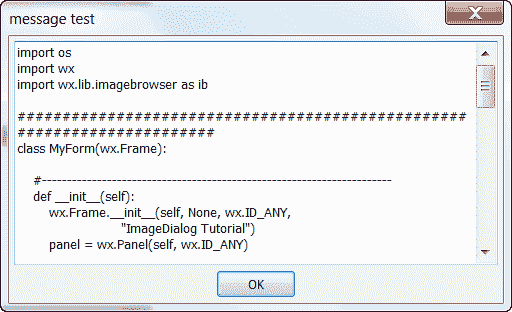 message test
import os
import wx
import wx.lib.imagebrowser as ib
##################################################
######################
class MyForm(wx.Frame):
#----------------------------------------------------------------------
def __init__(self):
wx.Frame.__init__(self, None, wx.ID_ANY,
"ImageDialog Tutorial")
panel = wx.Panel(self, wx.ID_ANY)
OK